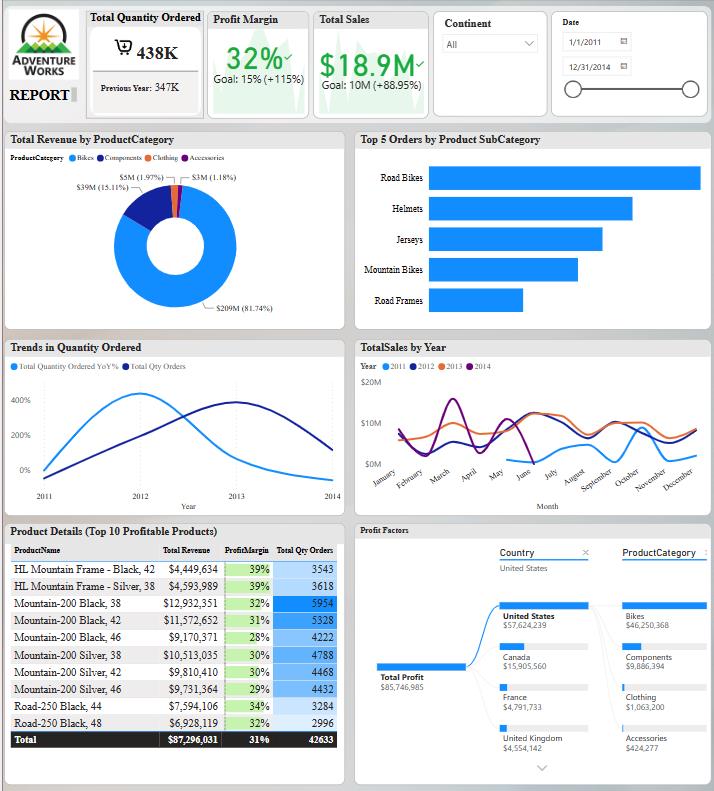 ADVENTURE
WORKS
REPORT
Total Quantity Ordered
438K
Previous Year: 347K
Profit Margin
32%
Goal: 15% (+115%)
Total Sales
$18.9M
Goal: 10M (+88.95%)
Continent
All
Date
1/1/2011
12/31/2014
Total Revenue by ProductCategory
ProductCategory Bikes Components Clothing Accessories
$5M (1.97%) $3M (1.18%)
$39M (15.11%)
$209M (81.74%)
Top 5 Orders by Product SubCategory
Road Bikes
Helmets
Jerseys
Mountain Bikes
Road Frames
Trends in Quantity Ordered
Total Quantity Ordered YoY% Total Qty Orders
400%
200%
0%
2011 2012 2013 2014
Year
TotalSales by Year
Year 2011 2012 2013 2014
$20M
$10M
$0M
January February March April May June July August September October November December
Month
Product Details (Top 10 Profitable Products)
ProductName Total Revenue ProfitMargin Total Qty Orders
HL Mountain Frame - Black, 42 $4,449,634 39% 3543
HL Mountain Frame - Silver, 38 $4,593,989 39% 3618
Mountain-200 Black, 38 $12,932,351 32% 5954
Mountain-200 Black, 42 $11,572,652 31% 5328
Mountain-200 Black, 46 $9,170,371 28% 4222
Mountain-200 Silver, 38 $10,513,035 30% 4788
Mountain-200 Silver, 42 $9,810,410 30% 4468
Mountain-200 Silver, 46 $9,731,364 29% 4432
Road-250 Black, 44 $7,594,106 34% 3284
Road-250 Black, 48 $6,928,119 32% 2996
Total $87,296,031 31% 42633
Profit Factors
Country ProductCategory
United States
Total Profit
$85,746,985
United States
$57,624,239
Canada
$15,905,560
France
$4,791,733
United Kingdom
$4,554,142
Bikes
$46,250,368
Components
$9,886,394
Clothing
$1,063,200
Accessories
$424,277